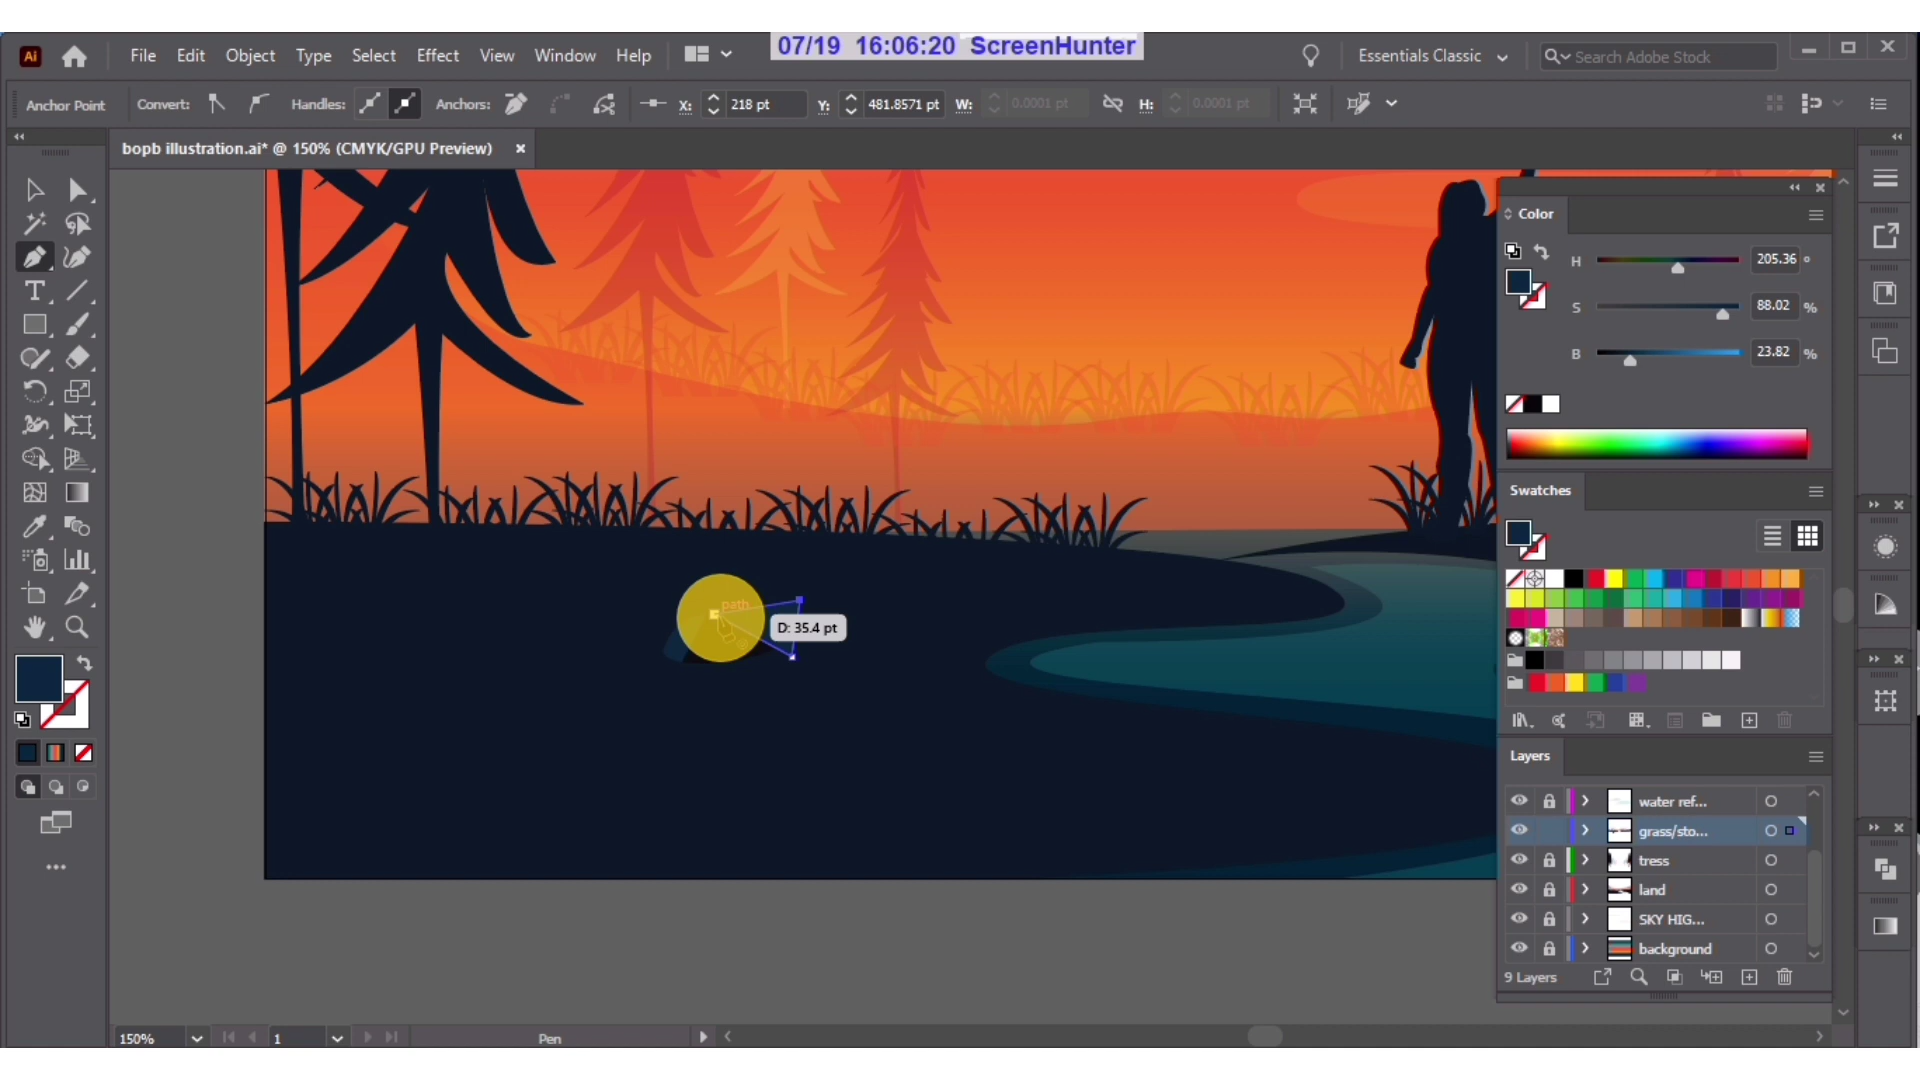 07/19 16:06:20 ScreenHunter
Ai File Edit Object Type Select Effect View Window Help Essentials Classic Search Adobe Stock
Anchor Point Convert: Handles: Anchors: X: 218 pt Y: 481.8571 pt W: 0.0001 pt H: 0.0001 pt
bopb illustration.ai* @ 150% (CMYK/GPU Preview)
Color
H 205.36 °
S 88.02 %
B 23.82 %
Swatches
path
D: 35.4 pt
Layers
water ref...
grass/sto...
tress
land
SKY HIG...
background
9 Layers
150% 1 Pen